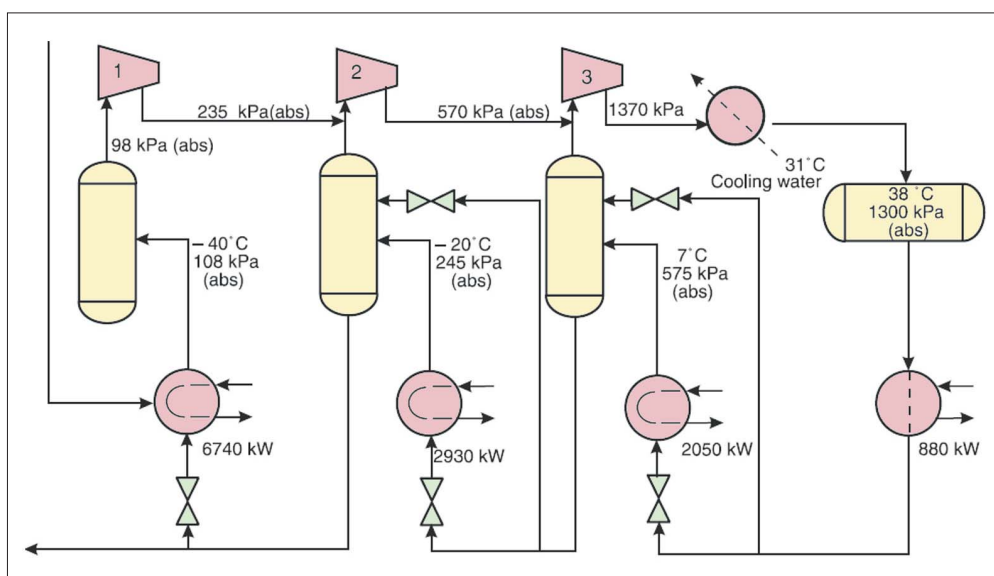 1
2
3
235 kPa(abs)
570 kPa (abs)
1370 kPa
98 kPa (abs)
31˚C
Cooling water
38 ˚C
1300 kPa
(abs)
– 40˚C
108 kPa
(abs)
– 20˚C
245 kPa
(abs)
7˚C
575 kPa
(abs)
6740 kW
2930 kW
2050 kW
880 kW